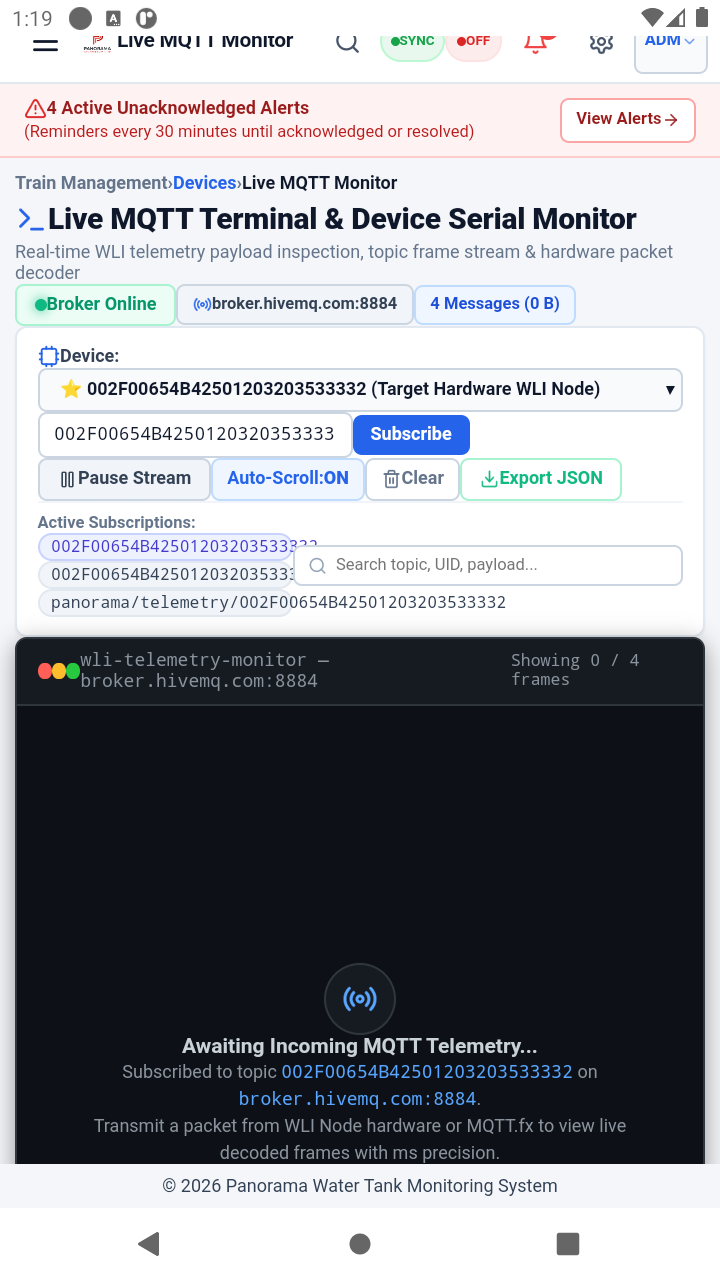 1:19
Live MQTT Monitor
SYNC
OFF
ADM
4 Active Unacknowledged Alerts
(Reminders every 30 minutes until acknowledged or resolved)
View Alerts
Train Management›Devices›Live MQTT Monitor
Live MQTT Terminal & Device Serial Monitor
Real-time WLI telemetry payload inspection, topic frame stream & hardware packet
decoder
Broker Online
broker.hivemq.com:8884
4 Messages (0 B)
Device:
⭐ 002F00654B42501203203533332 (Target Hardware WLI Node)
002F00654B4250120320353333
Subscribe
Pause Stream
Auto-Scroll:ON
Clear
Export JSON
Active Subscriptions:
002F00654B42501203203533332
002F00654B4250120320353
Search topic, UID, payload...
panorama/telemetry/002F00654B42501203203533332
wli-telemetry-monitor —
broker.hivemq.com:8884
Showing 0 / 4
frames
Awaiting Incoming MQTT Telemetry...
Subscribed to topic 002F00654B42501203203533332 on
broker.hivemq.com:8884.
Transmit a packet from WLI Node hardware or MQTT.fx to view live
decoded frames with ms precision.
© 2026 Panorama Water Tank Monitoring System